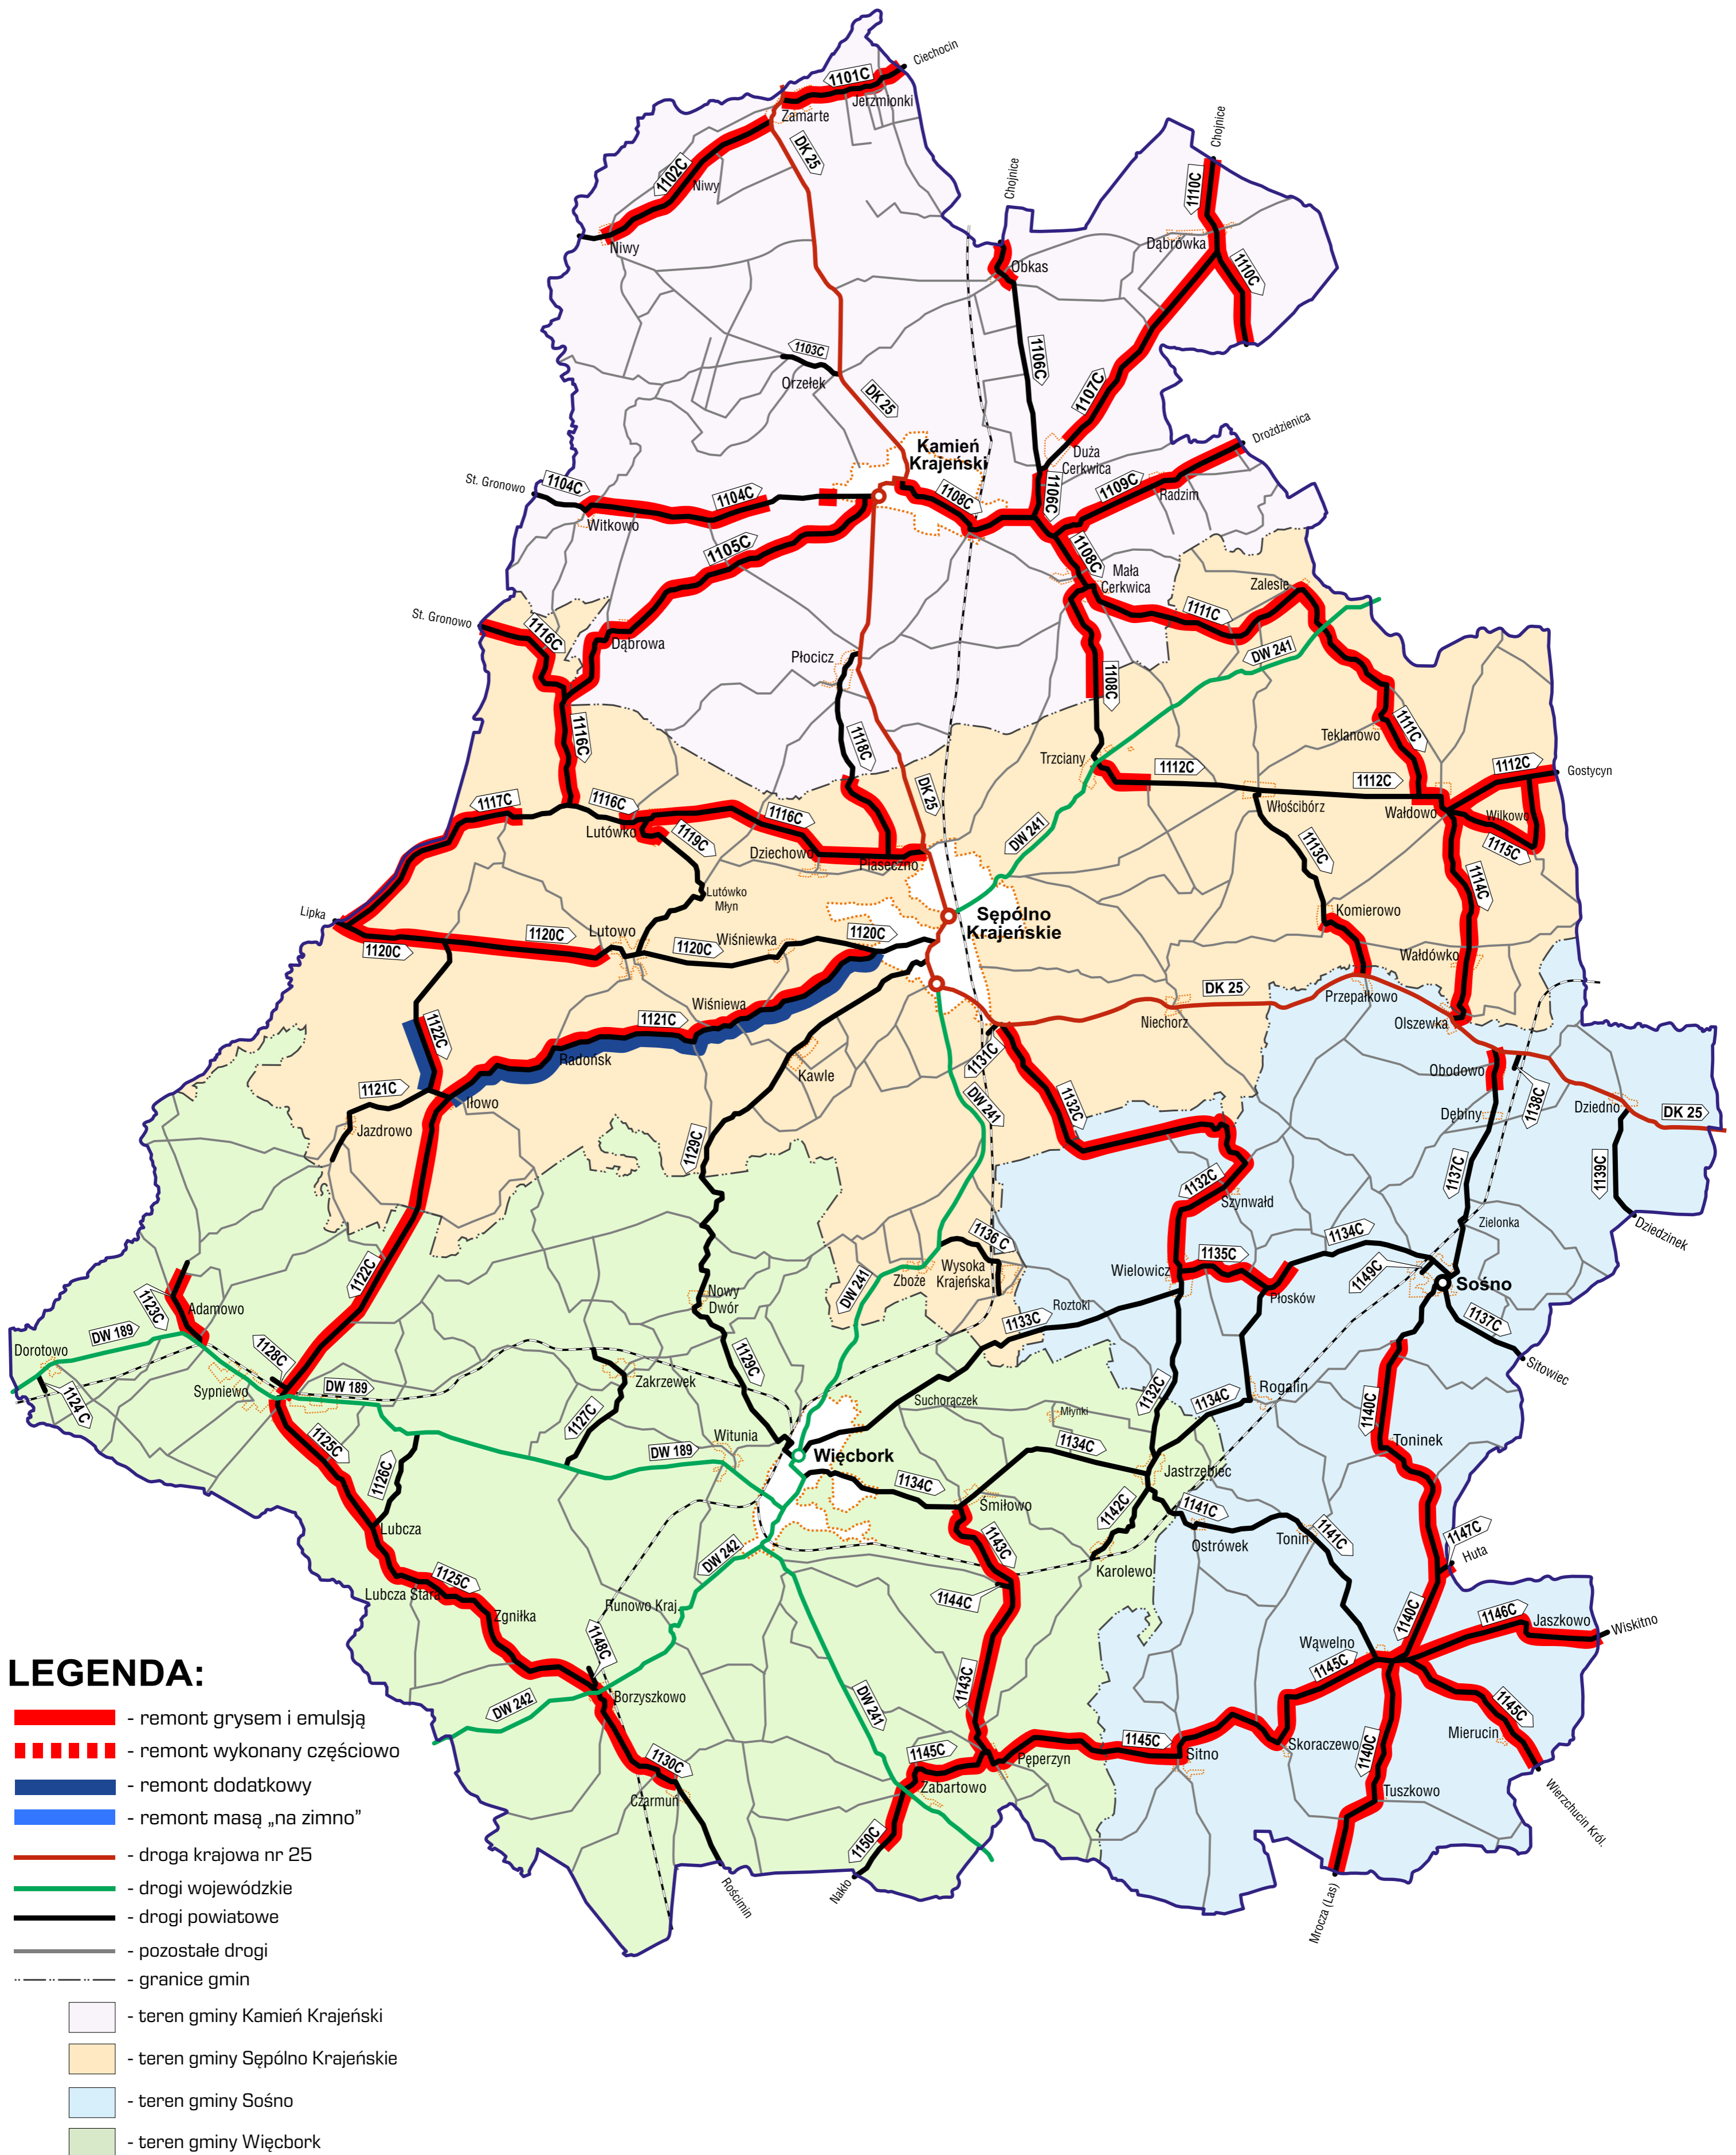 Ciechocin
1101C
Jerzmionki
Zamarte
DK 25
1102C
Niwy
Niwy
Chojnice
Chojnice
1110C
Dąbrówka
1110C
Obkas
1106C
1107C
1103C
Orzełek
DK 25
Kamień
Krajeński
Duża
Cerkwica
Drożdzienica
St. Gronowo
1104C
1104C
Witkowo
1108C
1106C
1109C
Radzim
1105C
1108C
Mała
Cerkwica
Zalesie
1111C
St. Gronowo
1116C
Dąbrowa
Płocicz
DW 241
1108C
1116C
1118C
Teklanowo
1111C
Trzciany
1112C
1112C
1112C
Gostycyn
DK 25
Włościbórz
Wałdowo
Wilkowo
1115C
1117C
1116C
Lutówko
1116C
1119C
Dziechowo
Piaseczno
DW 241
1113C
1114C
Lutówko
Młyn
Lipka
Sępólno
Krajeńskie
Komierowo
1120C
1120C
Lutowo
1120C
Wiśniewka
1120C
Wałdówko
DK 25
Przepałkowo
Niechorz
Olszewka
Wiśniewa
1121C
1122C
Radońsk
1131C
Kawle
Obodowo
1138C
Dziedno
DK 25
1121C
Iłowo
DW 241
1132C
Dębiny
Jazdrowo
1129C
1137C
1139C
1132C
Szynwałd
Zielonka
Dziedzinek
1136 C
1134C
Wysoka
Krajeńska
1135C
1149C
Wielowicz
Zboże
Sośno
1122C
DW 241
Płosków
1123C
Adamowo
Nowy
Dwór
Roztoki
1133C
1137C
DW 189
Dorotowo
Sitowiec
1128C
1129C
Sypniewo
DW 189
Zakrzewek
1124 C
1132C
Rogalin
Suchorączek
Młynki
1134C
1140C
1127C
1125C
Witunia
DW 189
Toninek
Więcbork
1134C
1126C
1134C
Jastrzębiec
Śmiłowo
1142C
1141C
Lubcza
1143C
Ostrówek
Tonin
1141C
1147C
Huta
DW 242
Karolewo
1125C
Lubcza Stara
1144C
Runowo Kraj.
Zgniłka
1140C
1146C
Jaszkowo
Wiskitno
1148C
Wąwelno
1145C
LEGENDA:
- remont grysem i emulsją
- remont wykonany częściowo
- remont dodatkowy
- remont masą „na zimno”
- droga krajowa nr 25
- drogi wojewódzkie
- drogi powiatowe
- pozostałe drogi
- granice gmin
- teren gminy Kamień Krajeński
- teren gminy Sępólno Krajeńskie
- teren gminy Sośno
- teren gminy Więcbork
Borzyszkowo
DW 242
DW 241
1143C
1145C
Mierucin
1145C
1145C
Sitno
Skoraczewo
1140C
1130C
Pęperzyn
Zabartowo
Tuszkowo
Czarmuń
Wierzchucin Król.
1150C
Nakło
Rościmin
Mrocza (Las)